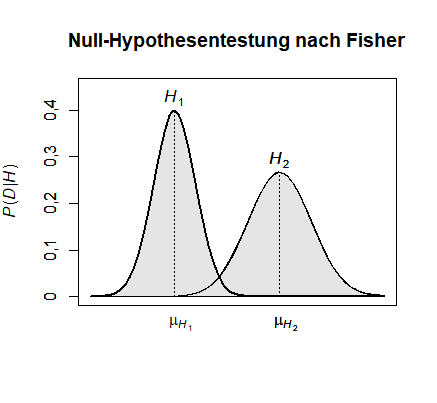 Null-Hypothesentestung nach Fisher
P(D|H)
0,4
0,3
0,2
0,1
0
H₁
H₂
μH₁
μH₂